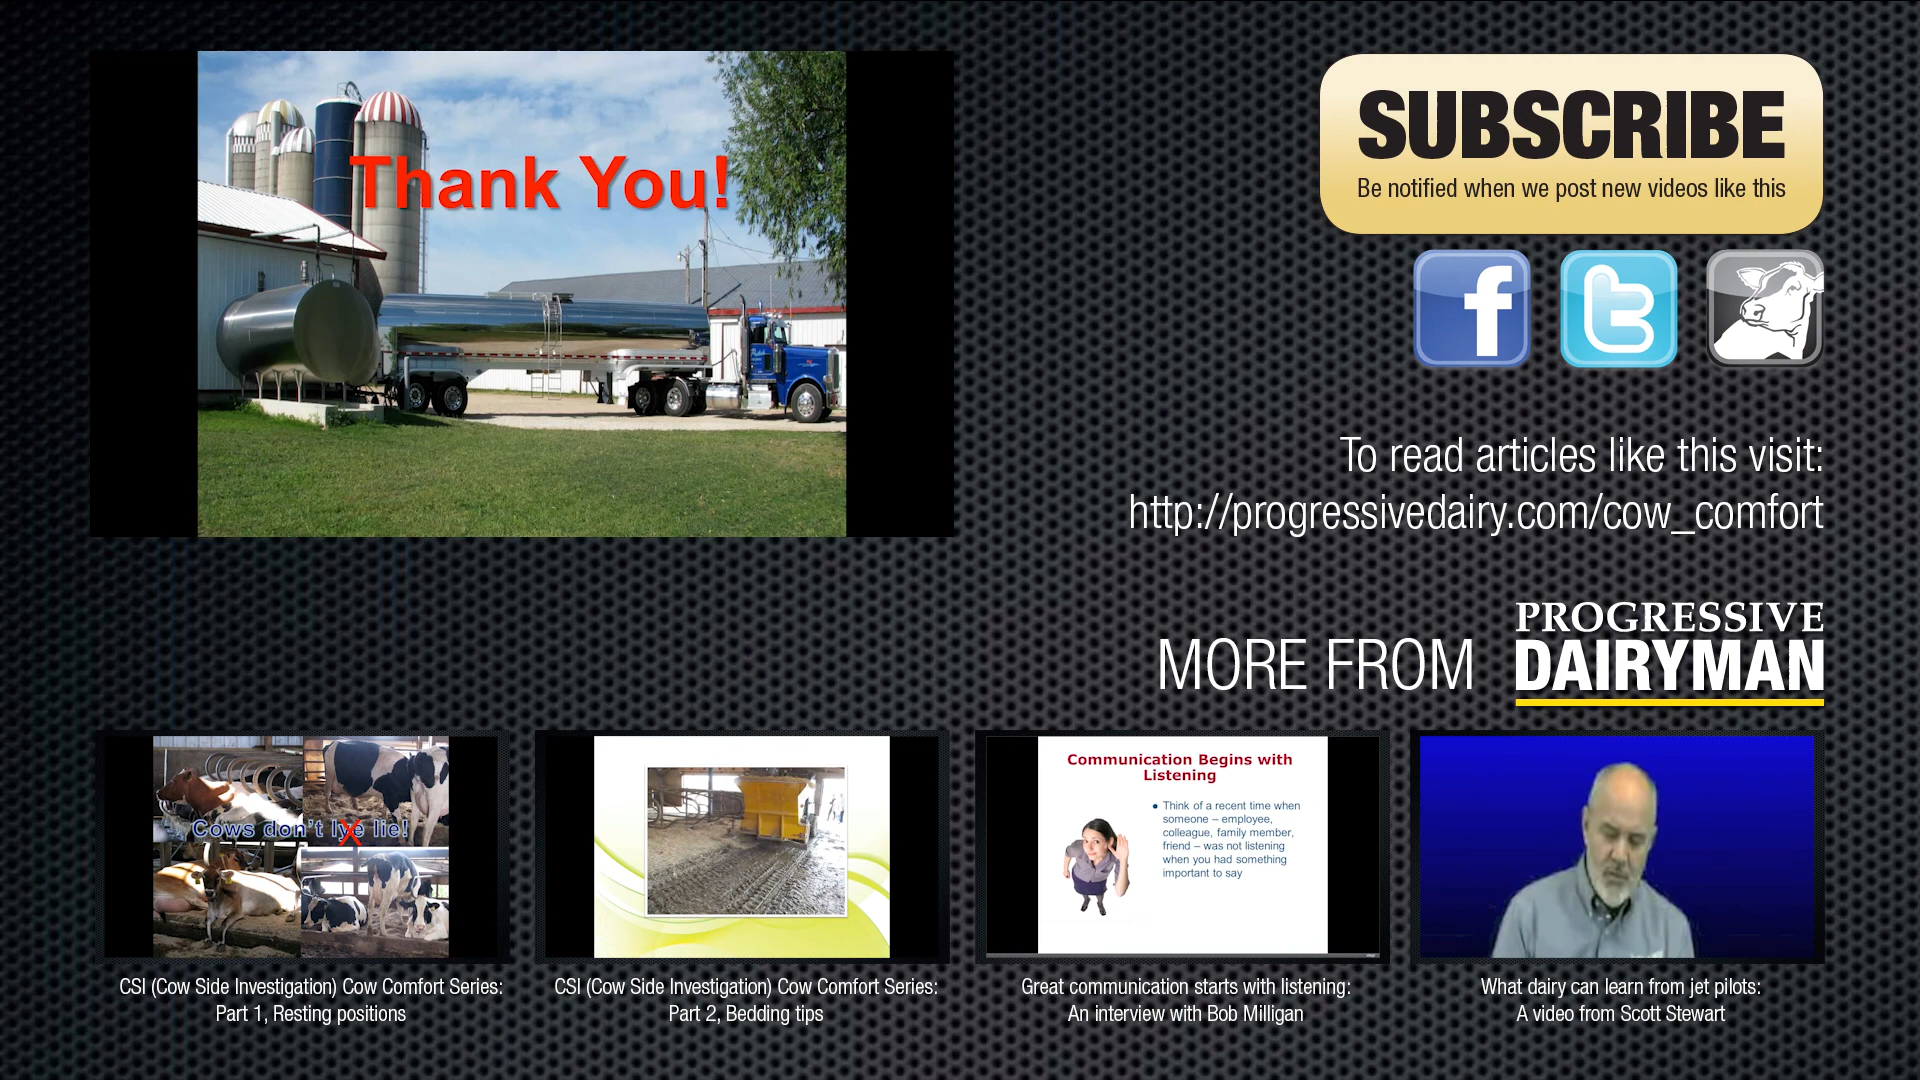 Thank You!
SUBSCRIBE
Be notified when we post new videos like this
To read articles like this visit:
http://progressivedairy.com/cow_comfort
MORE FROM
PROGRESSIVE
DAIRYMAN
Cows don't lye lie!
Communication Begins with
Listening
• Think of a recent time when
someone – employee,
colleague, family member,
friend – was not listening
when you had something
important to say
CSI (Cow Side Investigation) Cow Comfort Series:
Part 1, Resting positions
CSI (Cow Side Investigation) Cow Comfort Series:
Part 2, Bedding tips
Great communication starts with listening:
An interview with Bob Milligan
What dairy can learn from jet pilots:
A video from Scott Stewart